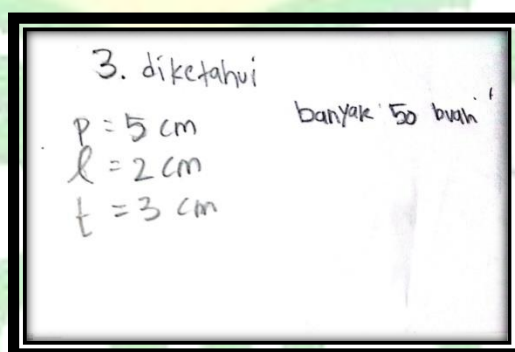 3. diketahui
p = 5 cm
banyak 50 buah
l = 2 cm
t = 3 cm